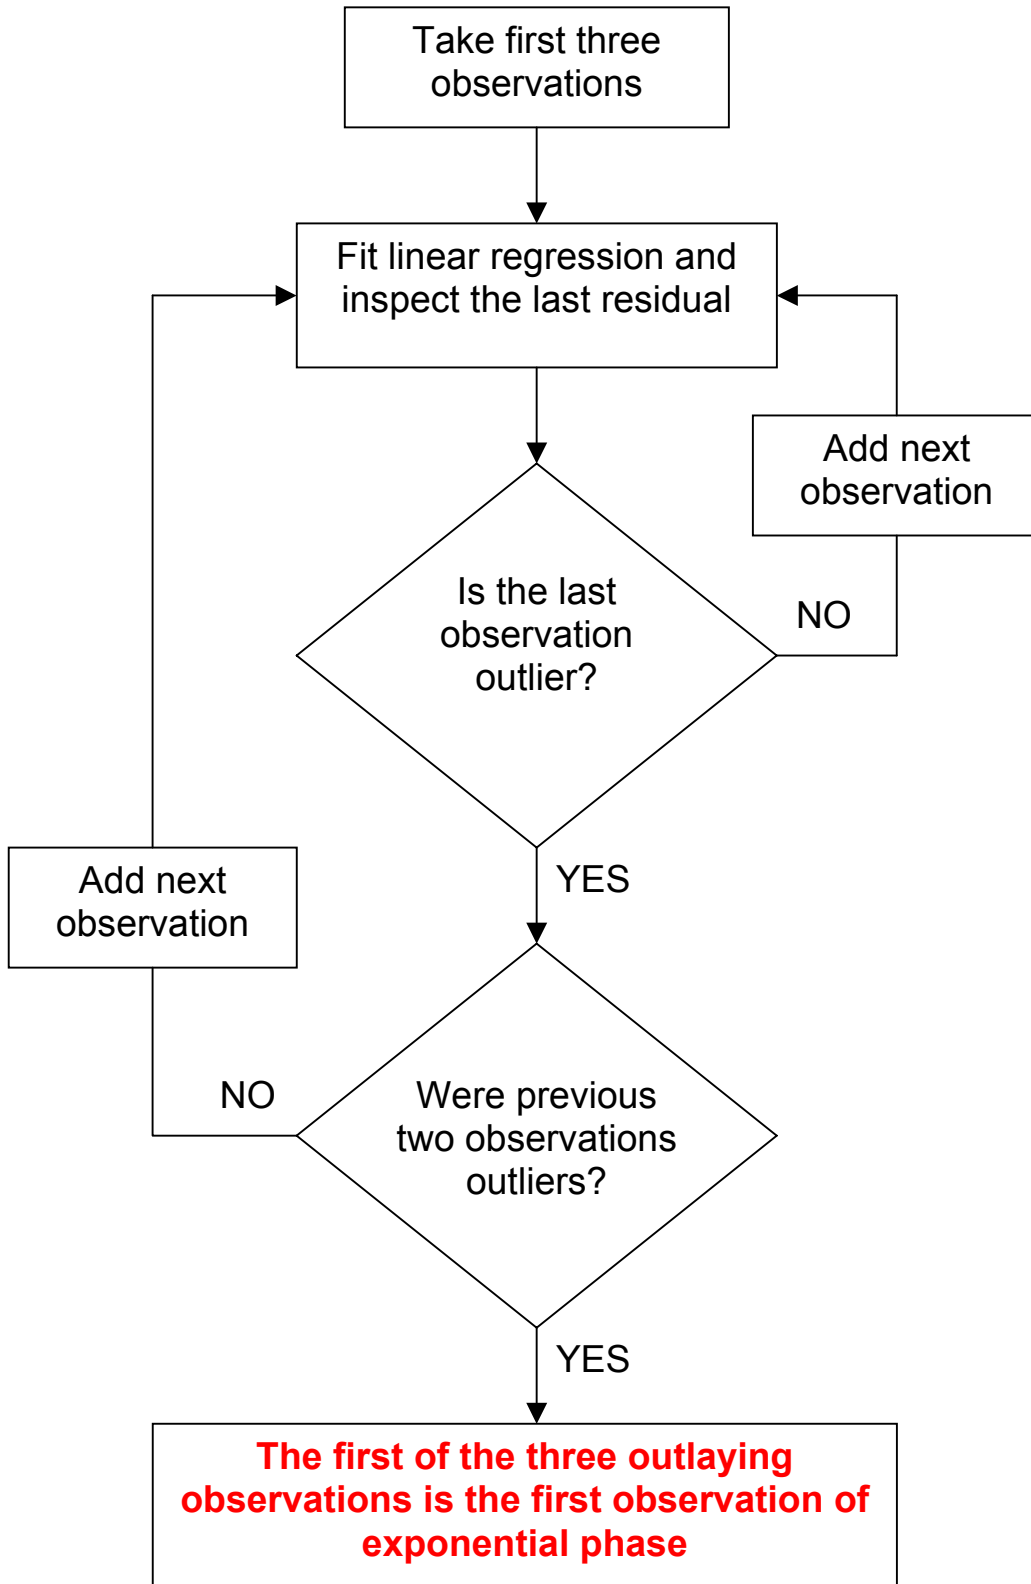 Take first three
observations
Fit linear regression and
inspect the last residual
Add next
observation
Is the last
observation
outlier?
NO
YES
Add next
observation
NO
Were previous
two observations
outliers?
YES
The first of the three outlaying
observations is the first observation of
exponential phase